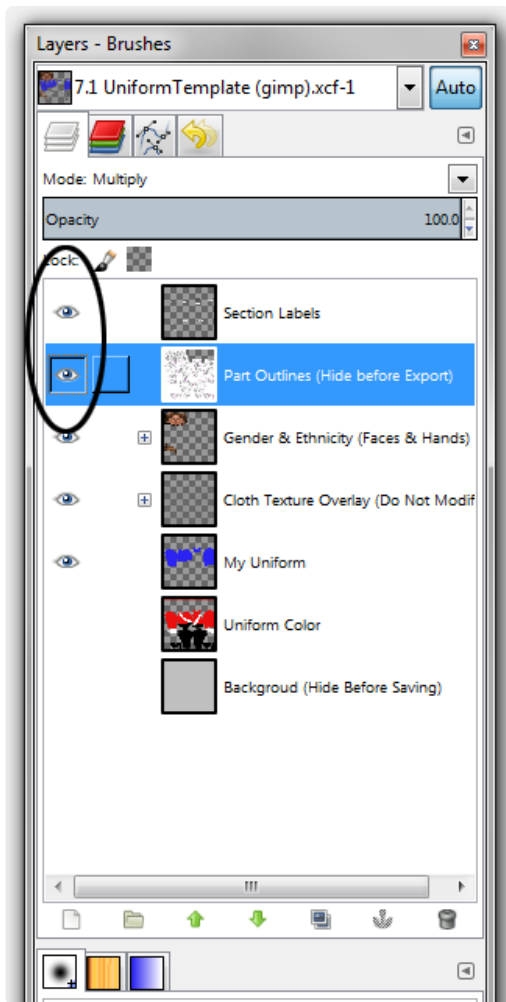 Layers - Brushes
7.1 UniformTemplate (gimp).xcf-1
Auto
Mode: Multiply
Opacity 100.0
Lock:
Section Labels
Part Outlines (Hide before Export)
Gender & Ethnicity (Faces & Hands)
Cloth Texture Overlay (Do Not Modif
My Uniform
Uniform Color
Backgroud (Hide Before Saving)